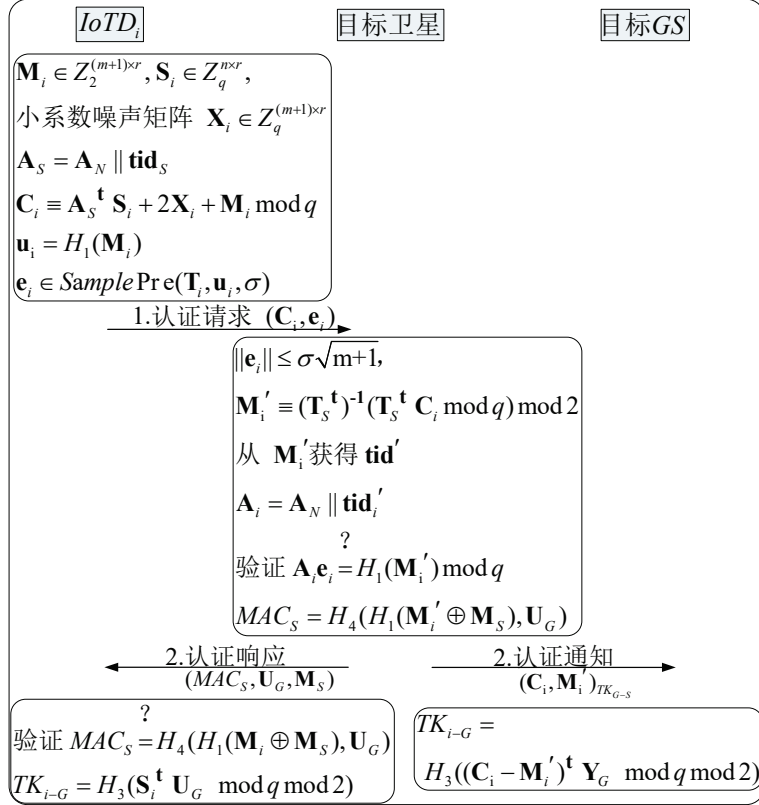 IoTD_i 目标卫星 目标GS
M_i ∈ Z_2^{(m+1)×r}, S_i ∈ Z_q^{n×r},
小系数噪声矩阵 X_i ∈ Z_q^{(m+1)×r}
A_S = A_N || tid_S
C_i ≡ A_S^t S_i + 2X_i + M_i mod q
u_i = H_1(M_i)
e_i ∈ SamplePre(T_i, u_i, σ)
1.认证请求 (C_i, e_i)
||e_i|| ≤ σ√m+1,
M_i′ ≡ (T_S^t)^{-1}(T_S^t C_i mod q) mod 2
从 M_i′获得 tid′
A_i = A_N || tid_i′
?
验证 A_i e_i = H_1(M_i′) mod q
MAC_S = H_4(H_1(M_i′ ⊕ M_S), U_G)
2.认证响应
(MAC_S, U_G, M_S)
2.认证通知
(C_i, M_i′)_{TK_{G-S}}
?
验证 MAC_S = H_4(H_1(M_i ⊕ M_S), U_G)
TK_{i-G} = H_3(S_i^t U_G mod q mod 2)
TK_{i-G} =
H_3((C_i − M_i′)^t Y_G mod q mod 2)